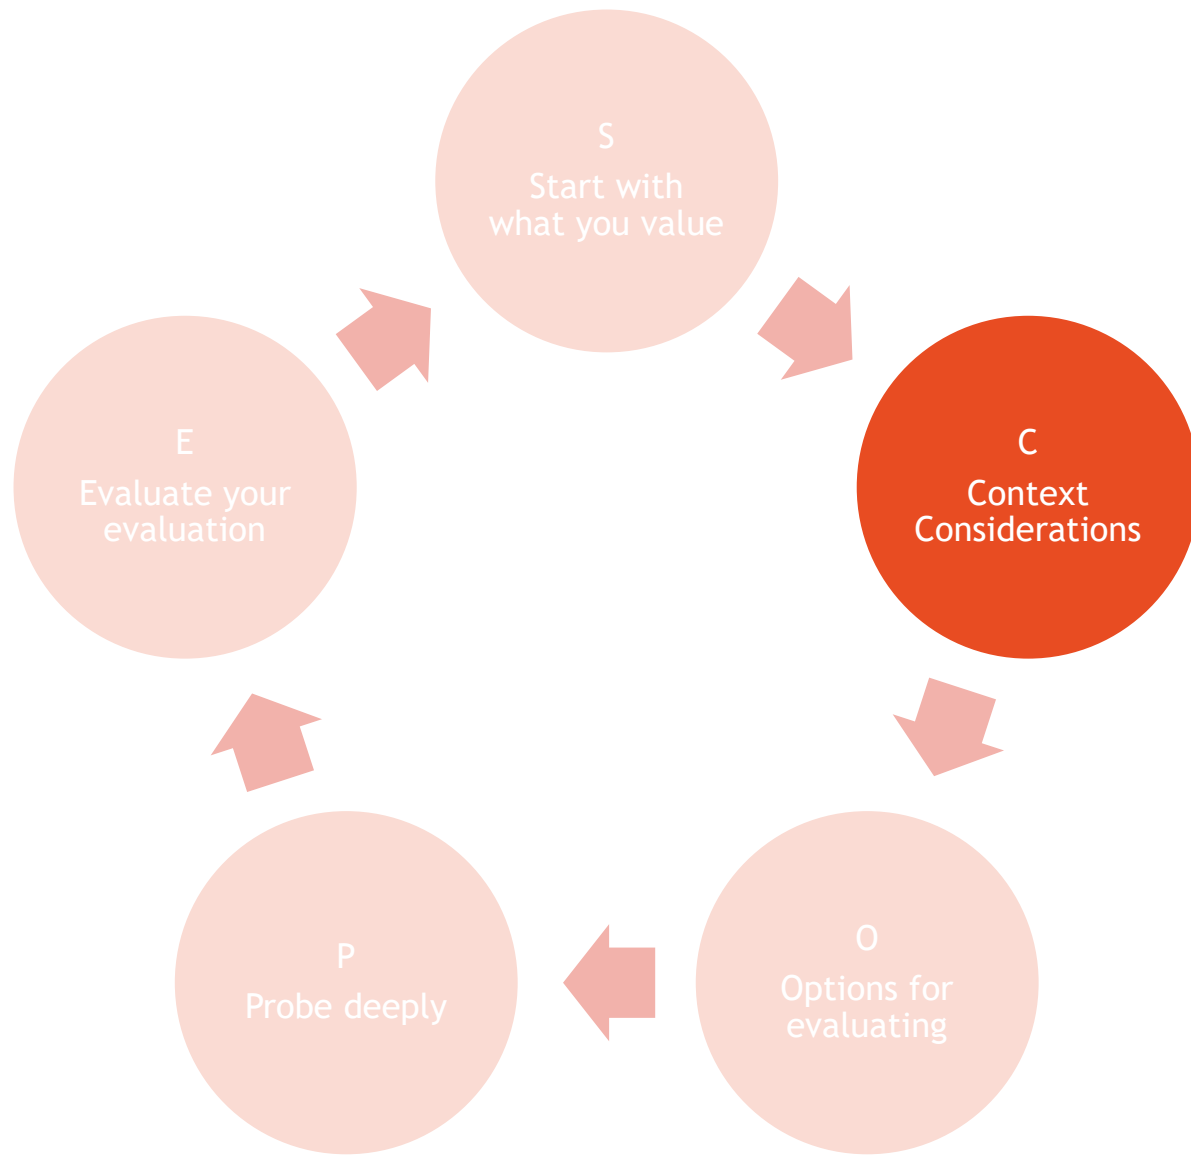 S
Start with
what you value
C
Context
Considerations
O
Options for
evaluating
P
Probe deeply
E
Evaluate your
evaluation